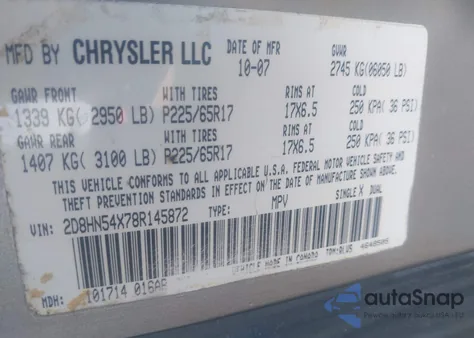 MFD BY CHRYSLER LLC DATE OF MFR GVWR
10-07 2745 KG(06050 LB)
GAWR FRONT WITH TIRES RIMS AT COLD
1339 KG( 2950 LB) P225/65R17 17X6.5 250 KPA( 36 PSI)
GAWR REAR WITH TIRES RIMS AT COLD
1407 KG( 3100 LB) P225/65R17 17X6.5 250 KPA( 36 PSI)
THIS VEHICLE CONFORMS TO ALL APPLICABLE U.S.A. FEDERAL MOTOR VEHICLE SAFETY AND
THEFT PREVENTION STANDARDS IN EFFECT ON THE DATE OF MANUFACTURE SHOWN ABOVE.
VIN: 2D8HN54X78R145872 TYPE: MPV SINGLE X DUAL
MDH: 101714 016AB VEHICLE MADE IN CANADA
autoSnap